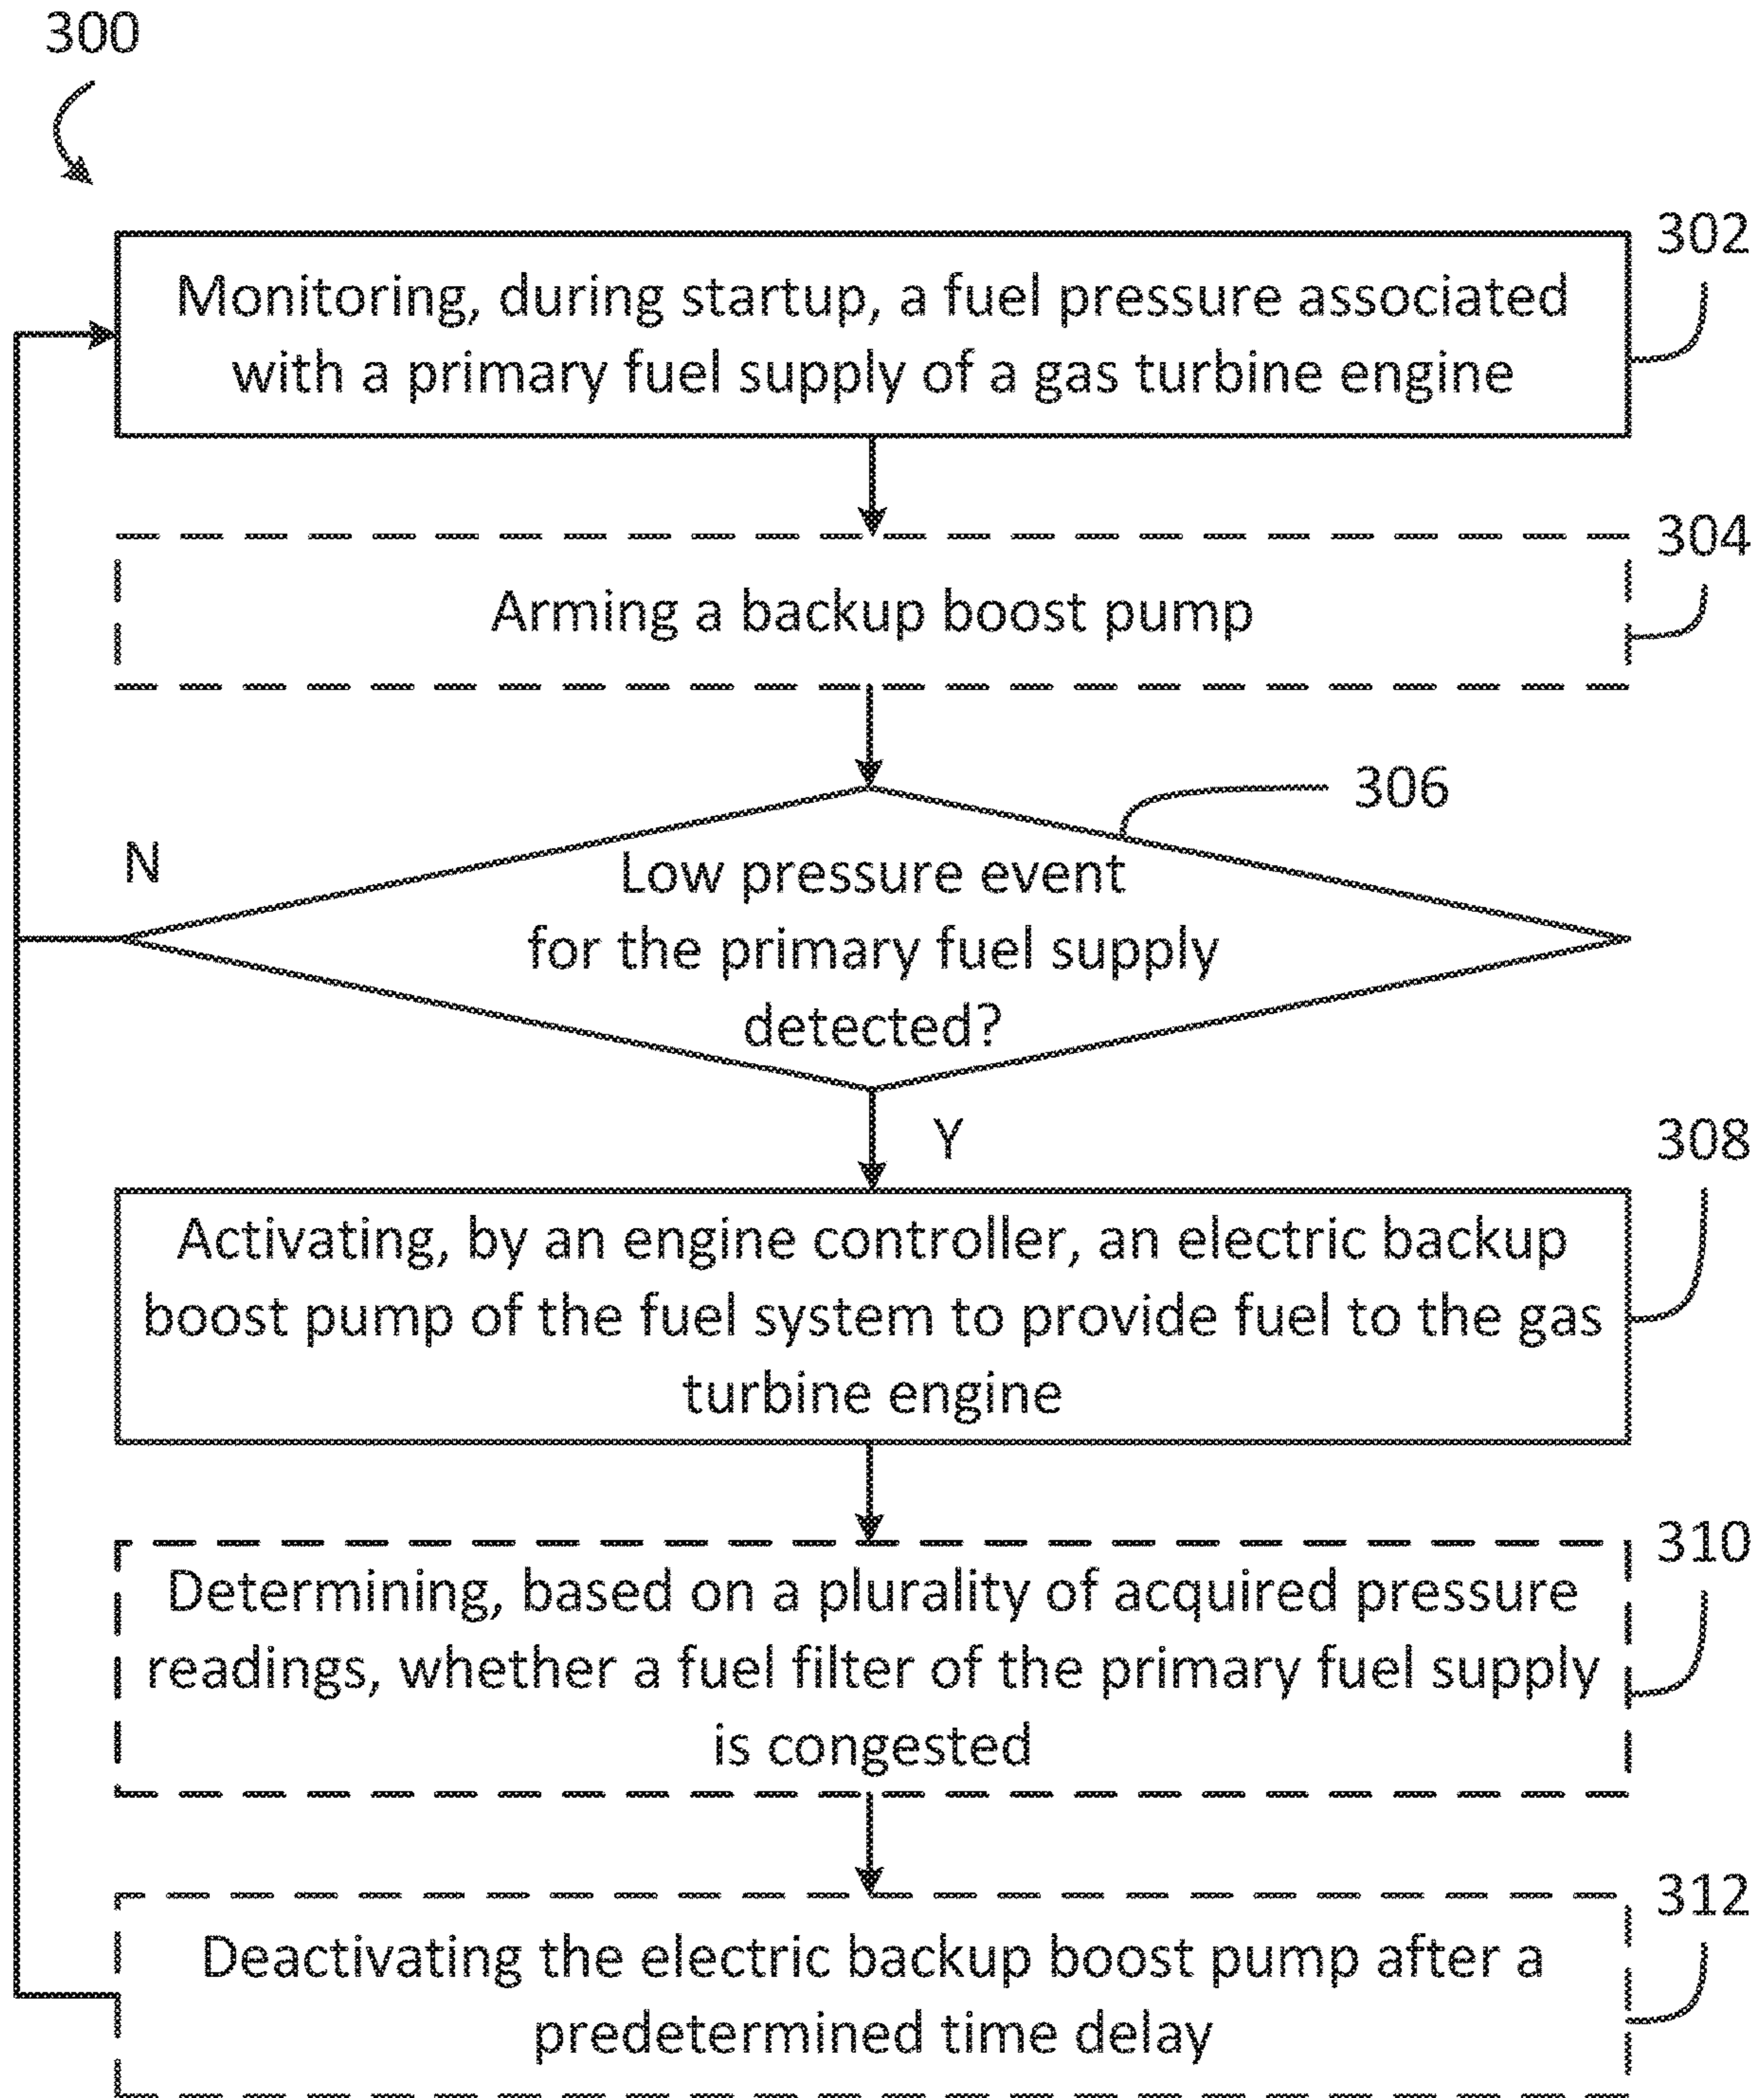 300
302
Monitoring, during startup, a fuel pressure associated
with a primary fuel supply of a gas turbine engine
304
Arming a backup boost pump
306
N
Low pressure event
for the primary fuel supply
detected?
Y
308
Activating, by an engine controller, an electric backup
boost pump of the fuel system to provide fuel to the gas
turbine engine
310
Determining, based on a plurality of acquired pressure
readings, whether a fuel filter of the primary fuel supply
is congested
312
Deactivating the electric backup boost pump after a
predetermined time delay